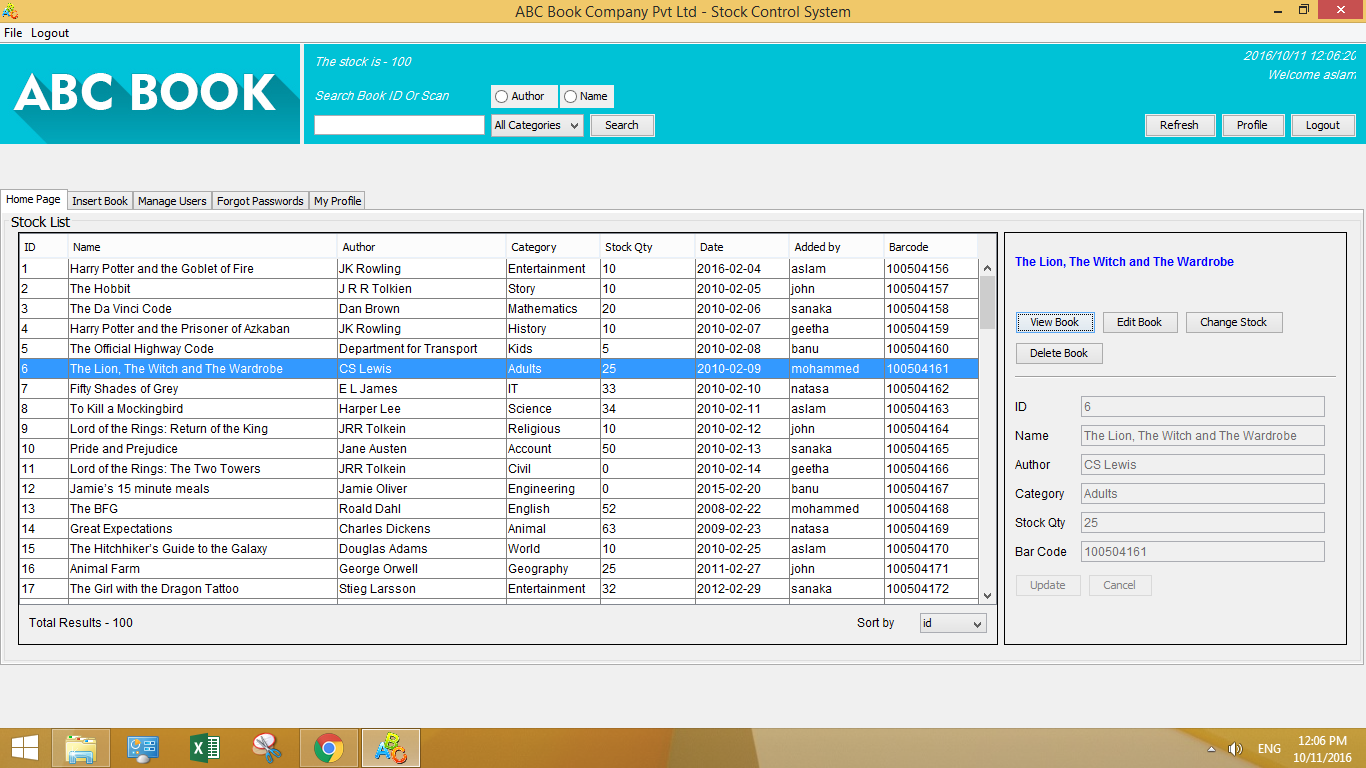 ABC Book Company Pvt Ltd - Stock Control System
File Logout
ABC BOOK
The stock is - 100
2016/10/11 12:06:20
Welcome aslam
Search Book ID Or Scan Author Name
All Categories Search Refresh Profile Logout
Home Page Insert Book Manage Users Forgot Passwords My Profile
Stock List
ID Name Author Category Stock Qty Date Added by Barcode
1 Harry Potter and the Goblet of Fire JK Rowling Entertainment 10 2016-02-04 aslam 100504156
2 The Hobbit J R R Tolkien Story 10 2010-02-05 john 100504157
3 The Da Vinci Code Dan Brown Mathematics 20 2010-02-06 sanaka 100504158
4 Harry Potter and the Prisoner of Azkaban JK Rowling History 10 2010-02-07 geetha 100504159
5 The Official Highway Code Department for Transport Kids 5 2010-02-08 banu 100504160
6 The Lion, The Witch and The Wardrobe CS Lewis Adults 25 2010-02-09 mohammed 100504161
7 Fifty Shades of Grey E L James IT 33 2010-02-10 natasa 100504162
8 To Kill a Mockingbird Harper Lee Science 34 2010-02-11 aslam 100504163
9 Lord of the Rings: Return of the King JRR Tolkein Religious 10 2010-02-12 john 100504164
10 Pride and Prejudice Jane Austen Account 50 2010-02-13 sanaka 100504165
11 Lord of the Rings: The Two Towers JRR Tolkein Civil 0 2010-02-14 geetha 100504166
12 Jamie's 15 minute meals Jamie Oliver Engineering 0 2015-02-20 banu 100504167
13 The BFG Roald Dahl English 52 2008-02-22 mohammed 100504168
14 Great Expectations Charles Dickens Animal 63 2009-02-23 natasa 100504169
15 The Hitchhiker's Guide to the Galaxy Douglas Adams World 10 2010-02-25 aslam 100504170
16 Animal Farm George Orwell Geography 25 2011-02-27 john 100504171
17 The Girl with the Dragon Tattoo Stieg Larsson Entertainment 32 2012-02-29 sanaka 100504172
Total Results - 100 Sort by id
The Lion, The Witch and The Wardrobe
View Book Edit Book Change Stock
Delete Book
ID 6
Name The Lion, The Witch and The Wardrobe
Author CS Lewis
Category Adults
Stock Qty 25
Bar Code 100504161
Update Cancel
ENG 12:06 PM
10/11/2016